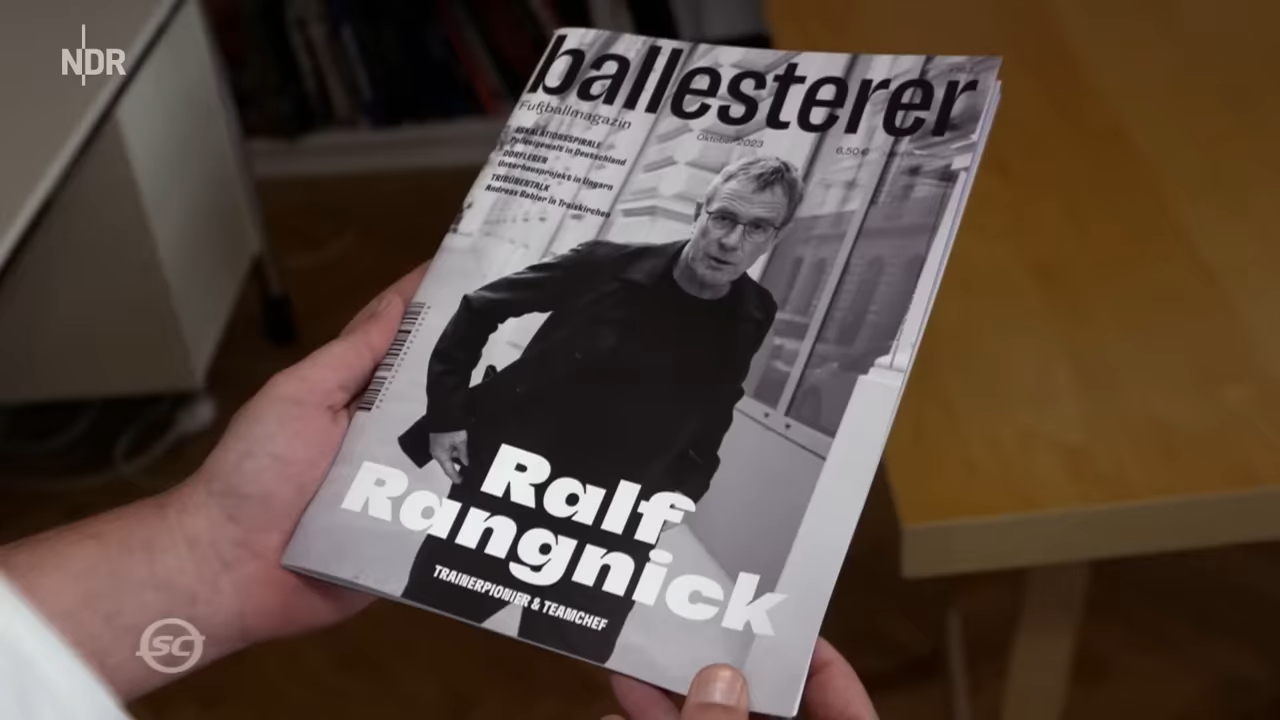 NDR
ballesterer
Fußballmagazin
Oktober 2023
6,50 €
ESKALATIONSSPIRALE
Polizeigewalt in Deutschland
DORFLEBEN
Unterhausprojekt in Ungarn
TRIBÜNENTALK
Andreas Gabler in Traiskirchen
Ralf
Rangnick
TRAINERPIONIER & TEAMCHEF
SC